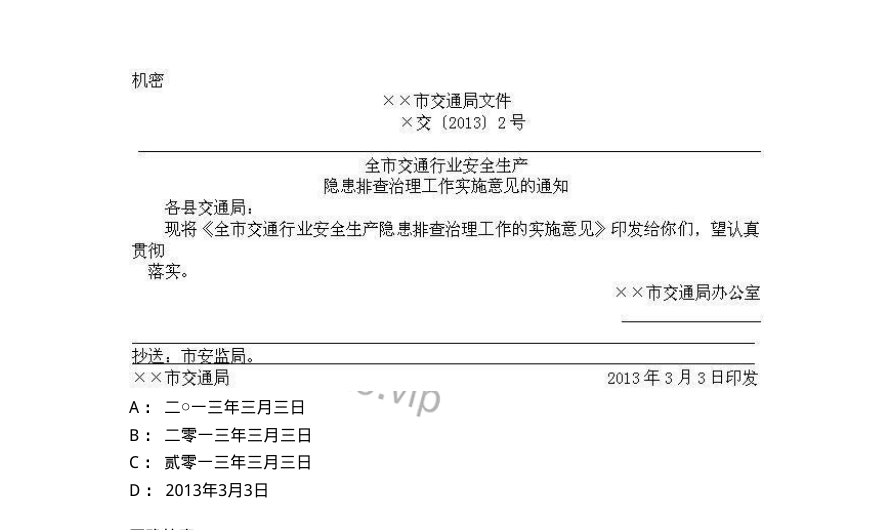 机密
××市交通局文件
×交〔2013〕2号
全市交通行业安全生产
隐患排查治理工作实施意见的通知
各县交通局：
现将《全市交通行业安全生产隐患排查治理工作的实施意见》印发给你们，望认真
贯彻
落实。
××市交通局办公室
抄送：市安监局。
××市交通局 2013年3月3日印发
A： 二○一三年三月三日
B： 二零一三年三月三日
C： 贰零一三年三月三日
D： 2013年3月3日